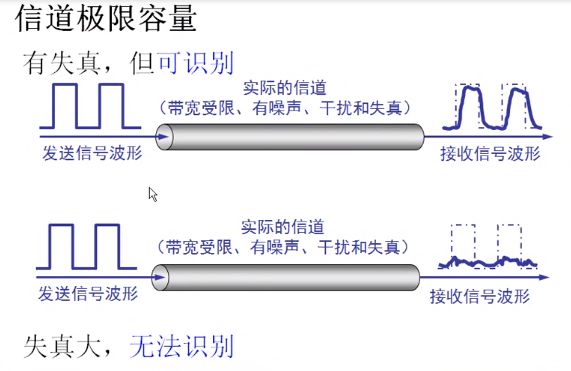 信道极限容量
有失真，但可识别
实际的信道
（带宽受限、有噪声、干扰和失真）
发送信号波形
接收信号波形
实际的信道
（带宽受限、有噪声、干扰和失真）
发送信号波形
接收信号波形
失真大，无法识别